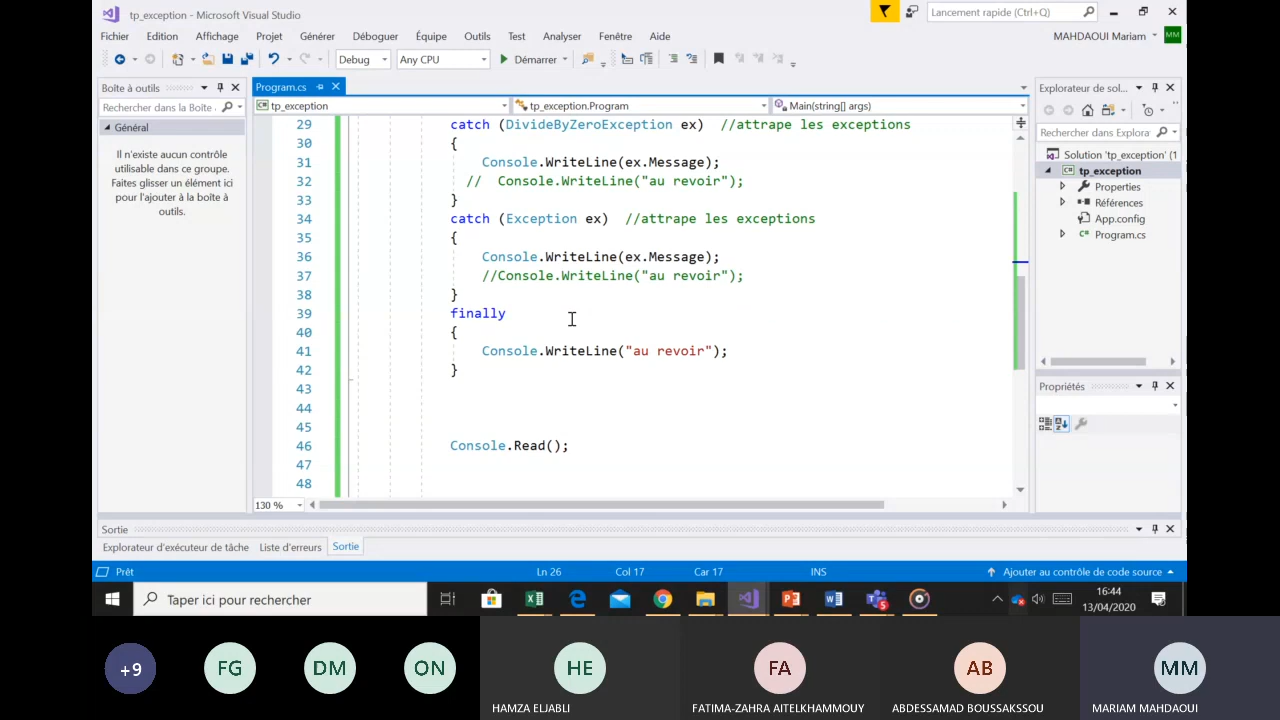 tp_exception - Microsoft Visual Studio
Lancement rapide (Ctrl+Q)
Fichier Edition Affichage Projet Générer Déboguer Équipe Outils Test Analyser Fenêtre Aide
MAHDAOUI Mariam MM
Debug Any CPU Démarrer
Boîte à outils
Rechercher dans la Boîte
Général
Il n'existe aucun contrôle
utilisable dans ce groupe.
Faites glisser un élément ici
pour l'ajouter à la boîte à
outils.
Program.cs
tp_exception tp_exception.Program Main(string[] args)
29 catch (DivideByZeroException ex) //attrape les exceptions
30 {
31 Console.WriteLine(ex.Message);
32 // Console.WriteLine("au revoir");
33 }
34 catch (Exception ex) //attrape les exceptions
35 {
36 Console.WriteLine(ex.Message);
37 //Console.WriteLine("au revoir");
38 }
39 finally
40 {
41 Console.WriteLine("au revoir");
42 }
43
44
45
46 Console.Read();
47
48
130 %
Explorateur de sol...
Rechercher dans Explora
Solution 'tp_exception' (1
tp_exception
Properties
Références
App.config
C# Program.cs
Propriétés
Sortie
Explorateur d'exécuteur de tâche Liste d'erreurs Sortie
Prêt Ln 26 Col 17 Car 17 INS Ajouter au contrôle de code source
Taper ici pour rechercher
16:44
13/04/2020
+9 FG DM ON HE FA AB MM
HAMZA ELJABLI FATIMA-ZAHRA AITELKHAMMOUY ABDESSAMAD BOUSSAKSSOU MARIAM MAHDAOUI